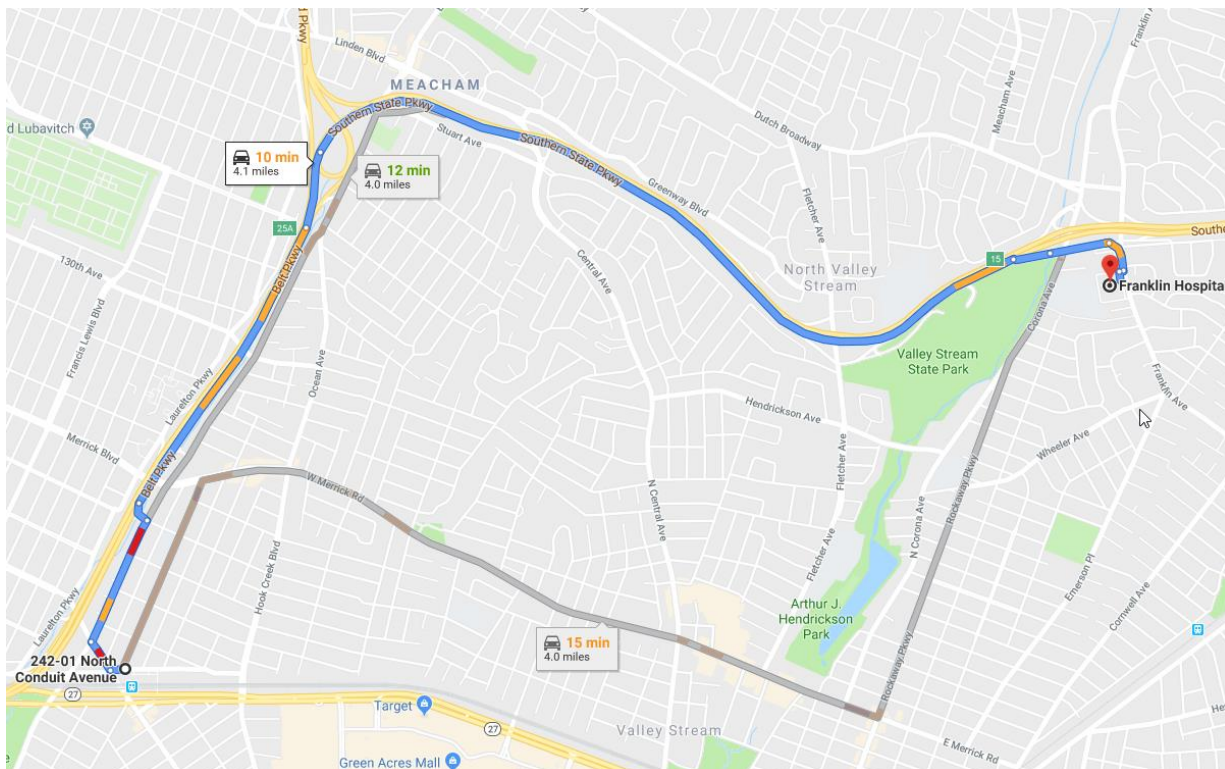 d Pkwy
Linden Blvd
MEACHAM
Franklin A
Meacham Ave
d Lubavitch
Southern State Pkwy
Stuart Ave
Dutch Broadway
10 min
4.1 miles
12 min
4.0 miles
Southern State Pkwy
Greenway Blvd
Fletcher Ave
25A
Belt Pkwy
130th Ave
Francis Lewis Blvd
Central Ave
15
Southe
North Valley
Stream
Franklin Hospita
Corona Ave
Ocean Ave
Laurelton Pkwy
Valley Stream
State Park
Franklin Ave
Hendrickson Ave
Wheeler Ave
Merrick Blvd
Belt Pkwy
W Merrick Rd
N Central Ave
Fletcher Ave
N Corona Ave
Rockaway Pkwy
Hook Creek Blvd
Fletcher Ave
Emerson Pl
Cornwell Ave
Laurelton Pkwy
Arthur J.
Hendrickson
Park
15 min
4.0 miles
242-01 North
Conduit Avenue
Rockaway Pkwy
27
Target
27
Valley Stream
E Merrick Rd
He
Green Acres Mall